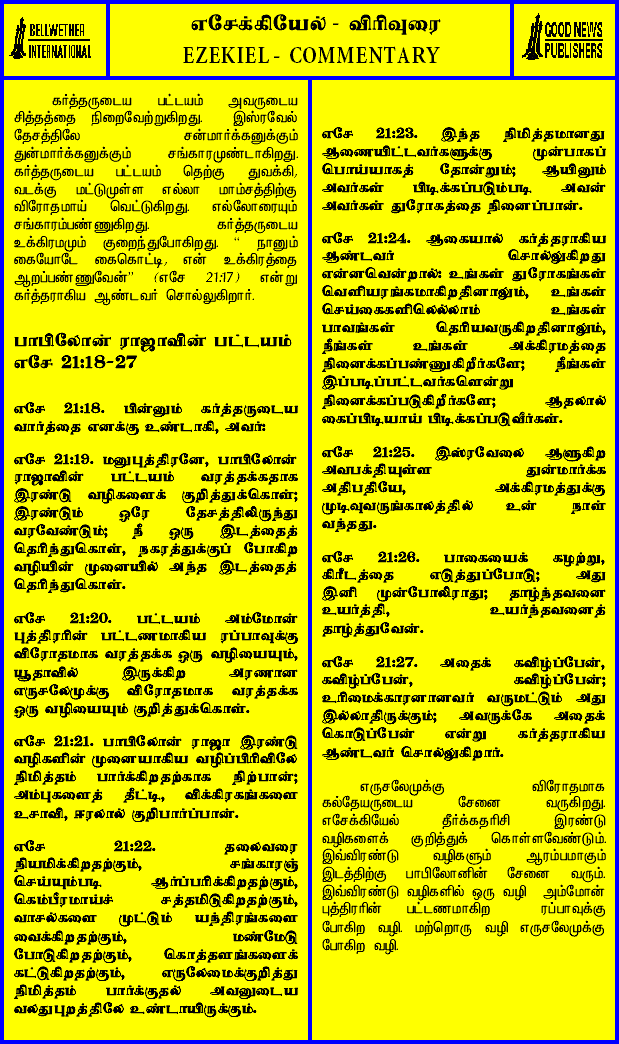 BELLWETHER
INTERNATIONAL
எசேக்கியேல் - விரிவுரை
EZEKIEL - COMMENTARY
GOOD NEWS
PUBLISHERS
கர்த்தருடைய பட்டயம் அவருடைய
சித்தத்தை நிறைவேற்றுகிறது. இஸ்ரவேல்
தேசத்திலே சன்மார்க்கனுக்கும்
துன்மார்க்கனுக்கும் சங்காரமுண்டாகிறது.
கர்த்தருடைய பட்டயம் தெற்கு துவக்கி,
வடக்கு மட்டுமுள்ள எல்லா மாம்சத்திற்கு
விரோதமாய் வெட்டுகிறது. எல்லோரையும்
சங்காரம்பண்ணுகிறது. கர்த்தருடைய
உக்கிரமமும் குறைந்துபோகிறது. “ நானும்
கையோடே கைகொட்டி, என் உக்கிரத்தை
ஆறப்பண்ணுவேன்” (எசே 21:17) என்று
கர்த்தராகிய ஆண்டவர் சொல்லுகிறார்.
பாபிலோன் ராஜாவின் பட்டயம்
எசே 21:18-27
எசே 21:18. பின்னும் கர்த்தருடைய
வார்த்தை எனக்கு உண்டாகி, அவர்:
எசே 21:19. மனுபுத்திரனே, பாபிலோன்
ராஜாவின் பட்டயம் வரத்தக்கதாக
இரண்டு வழிகளைக் குறித்துக்கொள்;
இரண்டும் ஒரே தேசத்திலிருந்து
வரவேண்டும்; நீ ஒரு இடத்தைத்
தெரிந்துகொள், நகரத்துக்குப் போகிற
வழியின் முனையில் அந்த இடத்தைத்
தெரிந்துகொள்.
எசே 21:20. பட்டயம் அம்மோன்
புத்திரரின் பட்டணமாகிய ரப்பாவுக்கு
விரோதமாக வரத்தக்க ஒரு வழியையும்,
யூதாவில் இருக்கிற அரணான
எருசலேமுக்கு விரோதமாக வரத்தக்க
ஒரு வழியையும் குறித்துக்கொள்.
எசே 21:21. பாபிலோன் ராஜா இரண்டு
வழிகளின் முனையாகிய வழிப்பிரிவிலே
நிமித்தம் பார்க்கிறதற்காக நிற்பான்;
அம்புகளைத் தீட்டி, விக்கிரகங்களை
உசாவி, ஈரலால் குறிபார்ப்பான்.
எசே 21:22. தலைவரை
நியமிக்கிறதற்கும், சங்காரஞ்
செய்யும்படி ஆர்ப்பரிக்கிறதற்கும்,
கெம்பீரமாய்ச் சத்தமிடுகிறதற்கும்,
வாசல்களை முட்டும் யந்திரங்களை
வைக்கிறதற்கும், மண்மேடு
போடுகிறதற்கும், கொத்தளங்களைக்
கட்டுகிறதற்கும், எருலேமைக்குறித்து
நிமித்தம் பார்க்குதல் அவனுடைய
வலதுபுறத்திலே உண்டாயிருக்கும்.
எசே 21:23. இந்த நிமித்தமானது
ஆணையிட்டவர்களுக்கு முன்பாகப்
பொய்யாகத் தோன்றும்; ஆயினும்
அவர்கள் பிடிக்கப்படும்படி அவன்
அவர்கள் துரோகத்தை நினைப்பான்.
எசே 21:24. ஆகையால் கர்த்தராகிய
ஆண்டவர் சொல்லுகிறது
என்னவென்றால்: உங்கள் துரோகங்கள்
வெளியரங்கமாகிறதினாலும், உங்கள்
செய்கைகளிலெல்லாம் உங்கள்
பாவங்கள் தெரியவருகிறதினாலும்,
நீங்கள் உங்கள் அக்கிரமத்தை
நினைக்கப்பண்ணுகிறீர்களே; நீங்கள்
இப்படிப்பட்டவர்களென்று
நினைக்கப்படுகிறீர்களே; ஆதலால்
கைப்பிடியாய் பிடிக்கப்படுவீர்கள்.
எசே 21:25. இஸ்ரவேலை ஆளுகிற
அவபக்தியுள்ள துன்மார்க்க
அதிபதியே, அக்கிரமத்துக்கு
முடிவுவருங்காலத்தில் உன் நாள்
வந்தது.
எசே 21:26. பாகையைக் கழற்று,
கிரீடத்தை எடுத்துப்போடு; அது
இனி முன்போலிராது; தாழ்ந்தவனை
உயர்த்தி, உயர்ந்தவனைத்
தாழ்த்துவேன்.
எசே 21:27. அதைக் கவிழ்ப்பேன்,
கவிழ்ப்பேன், கவிழ்ப்பேன்;
உரிமைக்காரனானவர் வருமட்டும் அது
இல்லாதிருக்கும்; அவருக்கே அதைக்
கொடுப்பேன் என்று கர்த்தராகிய
ஆண்டவர் சொல்லுகிறார்.
எருசலேமுக்கு விரோதமாக
கல்தேயருடைய சேனை வருகிறது.
எசேக்கியேல் தீர்க்கதரிசி இரண்டு
வழிகளைக் குறித்துக் கொள்ளவேண்டும்.
இவ்விரண்டு வழிகளும் ஆரம்பமாகும்
இடத்திற்கு பாபிலோனின் சேனை வரும்.
இவ்விரண்டு வழிகளில் ஒரு வழி அம்மோன்
புத்திரரின் பட்டணமாகிற ரப்பாவுக்கு
போகிற வழி. மற்றொரு வழி எருசலேமுக்கு
போகிற வழி.